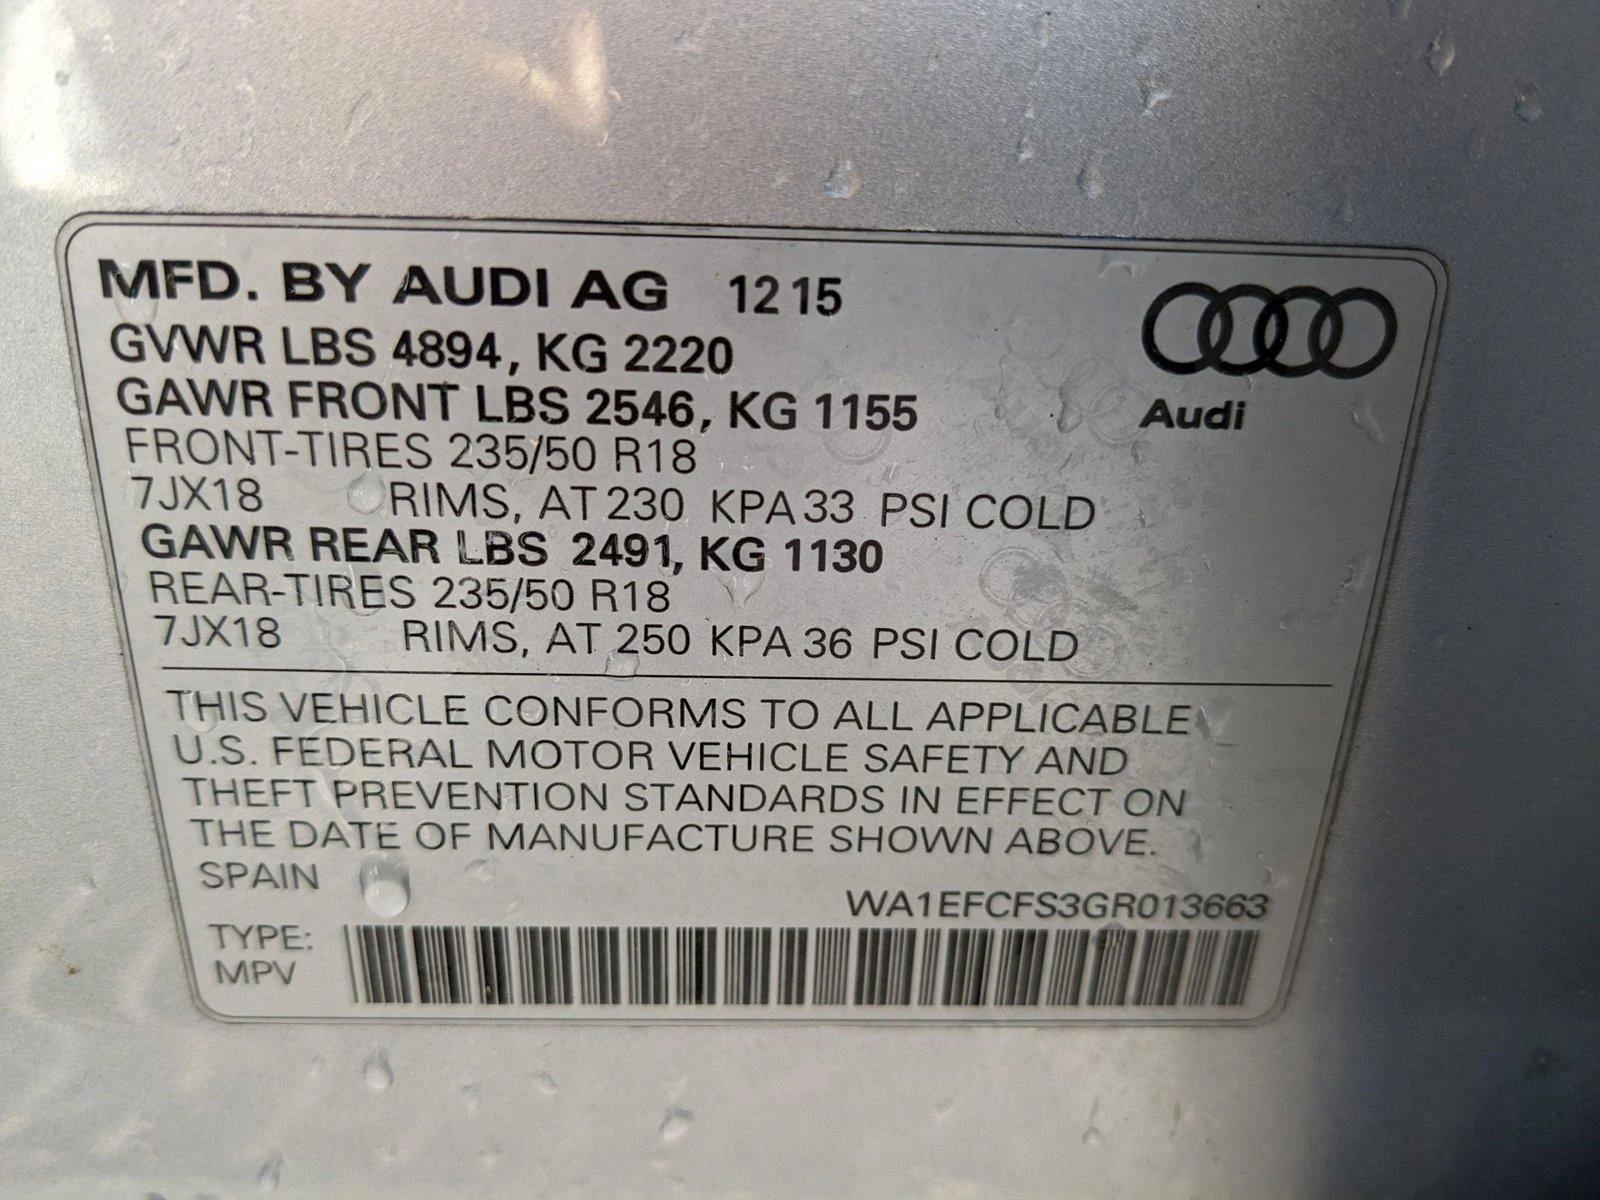 MFD. BY AUDI AG 12 15
GVWR LBS 4894, KG 2220
GAWR FRONT LBS 2546, KG 1155
Audi
FRONT-TIRES 235/50 R18
7JX18 RIMS, AT 230 KPA 33 PSI COLD
GAWR REAR LBS 2491, KG 1130
REAR-TIRES 235/50 R18
7JX18 RIMS, AT 250 KPA 36 PSI COLD
THIS VEHICLE CONFORMS TO ALL APPLICABLE
U.S. FEDERAL MOTOR VEHICLE SAFETY AND
THEFT PREVENTION STANDARDS IN EFFECT ON
THE DATE OF MANUFACTURE SHOWN ABOVE.
SPAIN
WA1EFCFS3GR013663
TYPE:
MPV